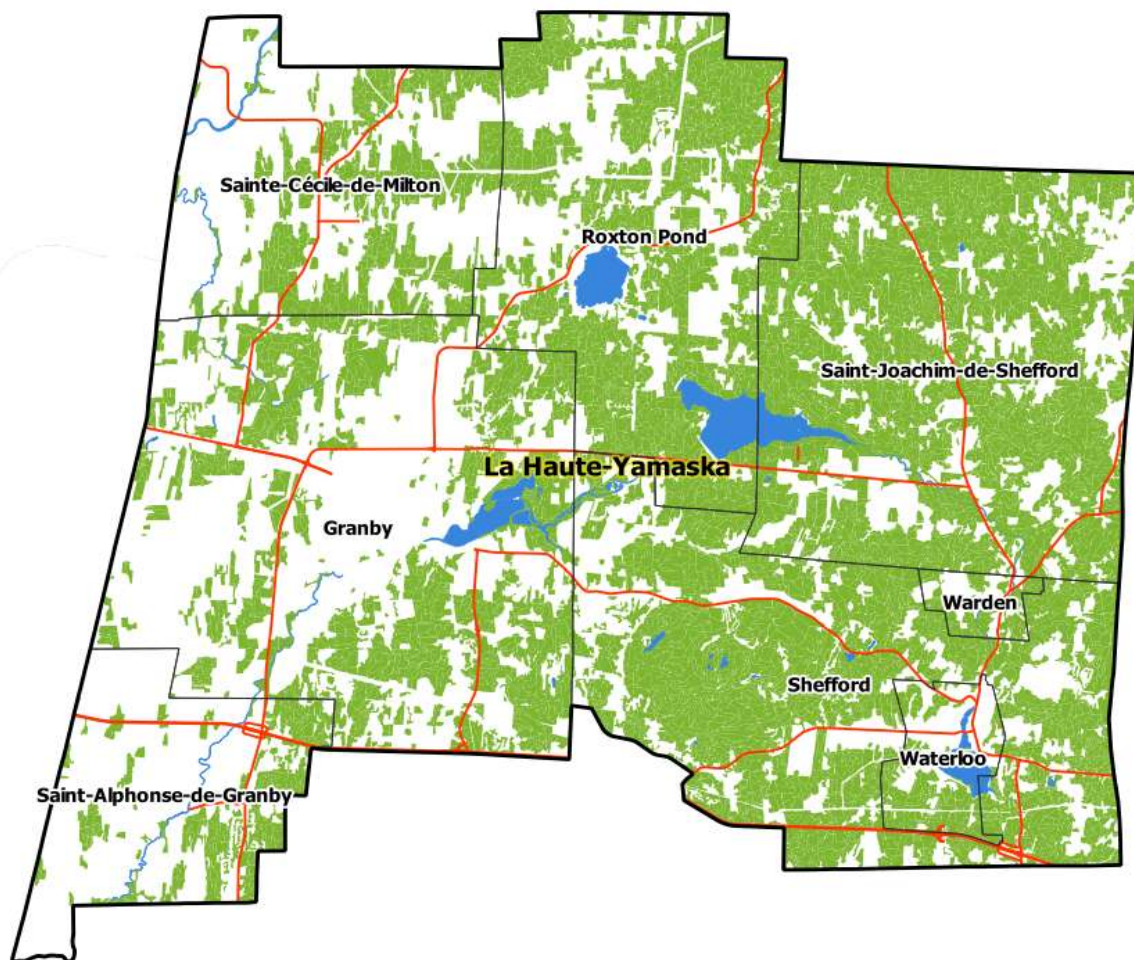 Sainte-Cécile-de-Milton
Roxton Pond
Saint-Joachim-de-Shefford
La Haute-Yamaska
Granby
Warden
Shefford
Waterloo
Saint-Alphonse-de-Granby